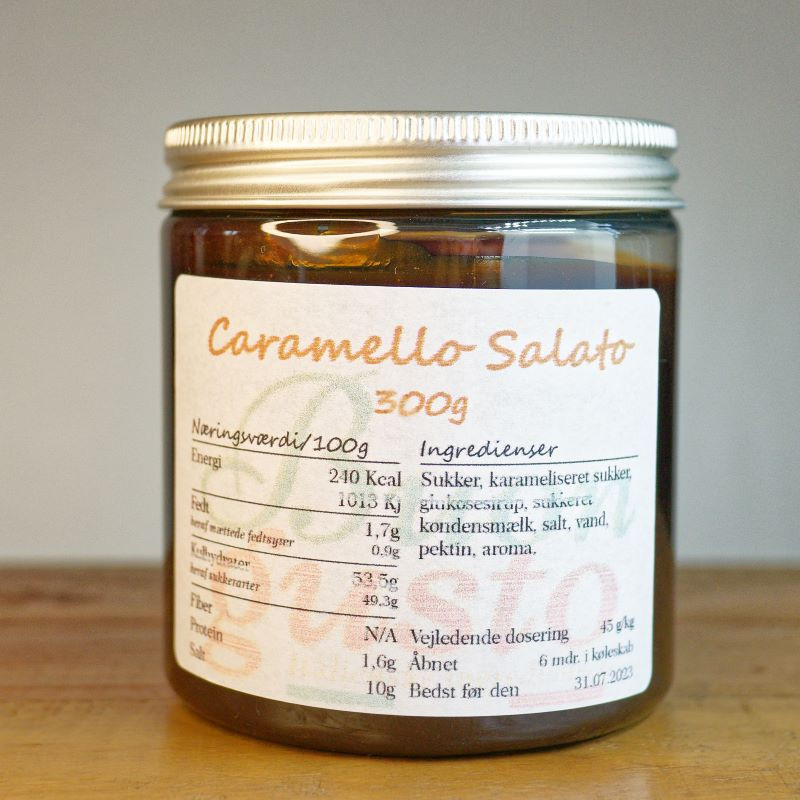 Caramello Salato
300g
Næringsværdi/100g
Energi
240 Kcal
1013 Kj
Fedt
1,7g
heraf mættede fedtsyrer
0,9g
Kulhydrater
53,5g
heraf sukkerarter
49,3g
Fiber
N/A
Protein
1,6g
Salt
10g
Ingredienser
Sukker, karameliseret sukker,
glukosesirup, sukkeret
kondensmælk, salt, vand,
pektin, aroma.
Vejledende dosering 45 g/kg
Åbnet 6 mdr. i køleskab
Bedst før den 31.07.2023
Buon
gusto